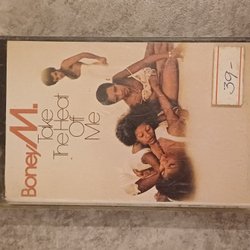 Boney M.
Take
The Heat
Off
Me
39,-